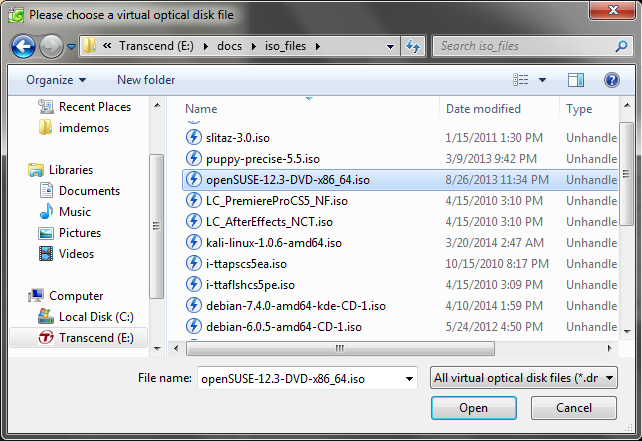 Please choose a virtual optical disk file
« Transcend (E:) ▸ docs ▸ iso_files ▸
Search iso_files
Organize
New folder
Recent Places
imdemos
Libraries
Documents
Music
Pictures
Videos
Computer
Local Disk (C:)
Transcend (E:)
Name Date modified Type
slitaz-3.0.iso 1/15/2011 1:30 PM Unhandle
puppy-precise-5.5.iso 3/9/2013 9:42 PM Unhandle
openSUSE-12.3-DVD-x86_64.iso 8/26/2013 11:34 PM Unhandle
LC_PremiereProCS5_NF.iso 4/15/2010 3:10 PM Unhandle
LC_AfterEffects_NCT.iso 4/15/2010 3:10 PM Unhandle
kali-linux-1.0.6-amd64.iso 3/20/2014 2:47 AM Unhandle
i-ttapscs5ea.iso 10/15/2010 8:17 PM Unhandle
i-ttaflshcs5pe.iso 4/15/2010 3:09 PM Unhandle
debian-7.4.0-amd64-kde-CD-1.iso 4/10/2014 1:59 PM Unhandle
debian-6.0.5-amd64-CD-1.iso 5/24/2012 4:50 PM Unhandle
File name: openSUSE-12.3-DVD-x86_64.iso
All virtual optical disk files (*.dr
Open
Cancel